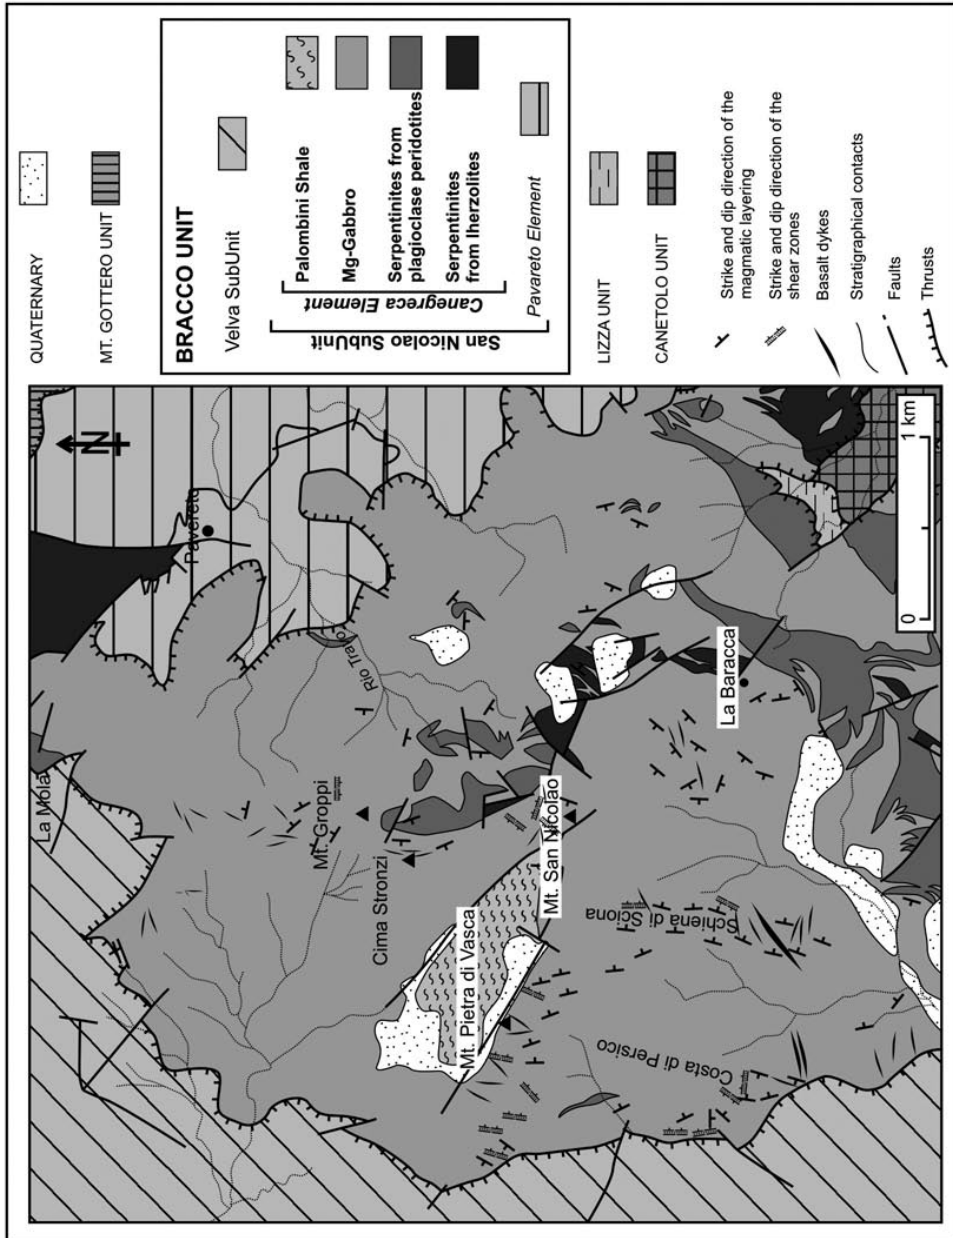 QUATERNARY
MT. GOTTERO UNIT
BRACCO UNIT
Velva SubUnit
San Nicolao SubUnit
Canegreca Element
Palombini Shale
Mg-Gabbro
Serpentinites from
plagioclase peridotites
Serpentinites
from lherzolites
Pavareto Element
LIZZA UNIT
CANETOLO UNIT
Strike and dip direction of the
magmatic layering
Strike and dip direction of the
shear zones
Basalt dykes
Stratigraphical contacts
Faults
Thrusts
N
La Mola
Pavereto
Rio Trao
Mt. Groppi
Cima Stronzi
Mt. Pietra di Vasca
Mt. San Nicolao
La Baracca
Schiena di Sciona
Costa di Persico
0 1 km